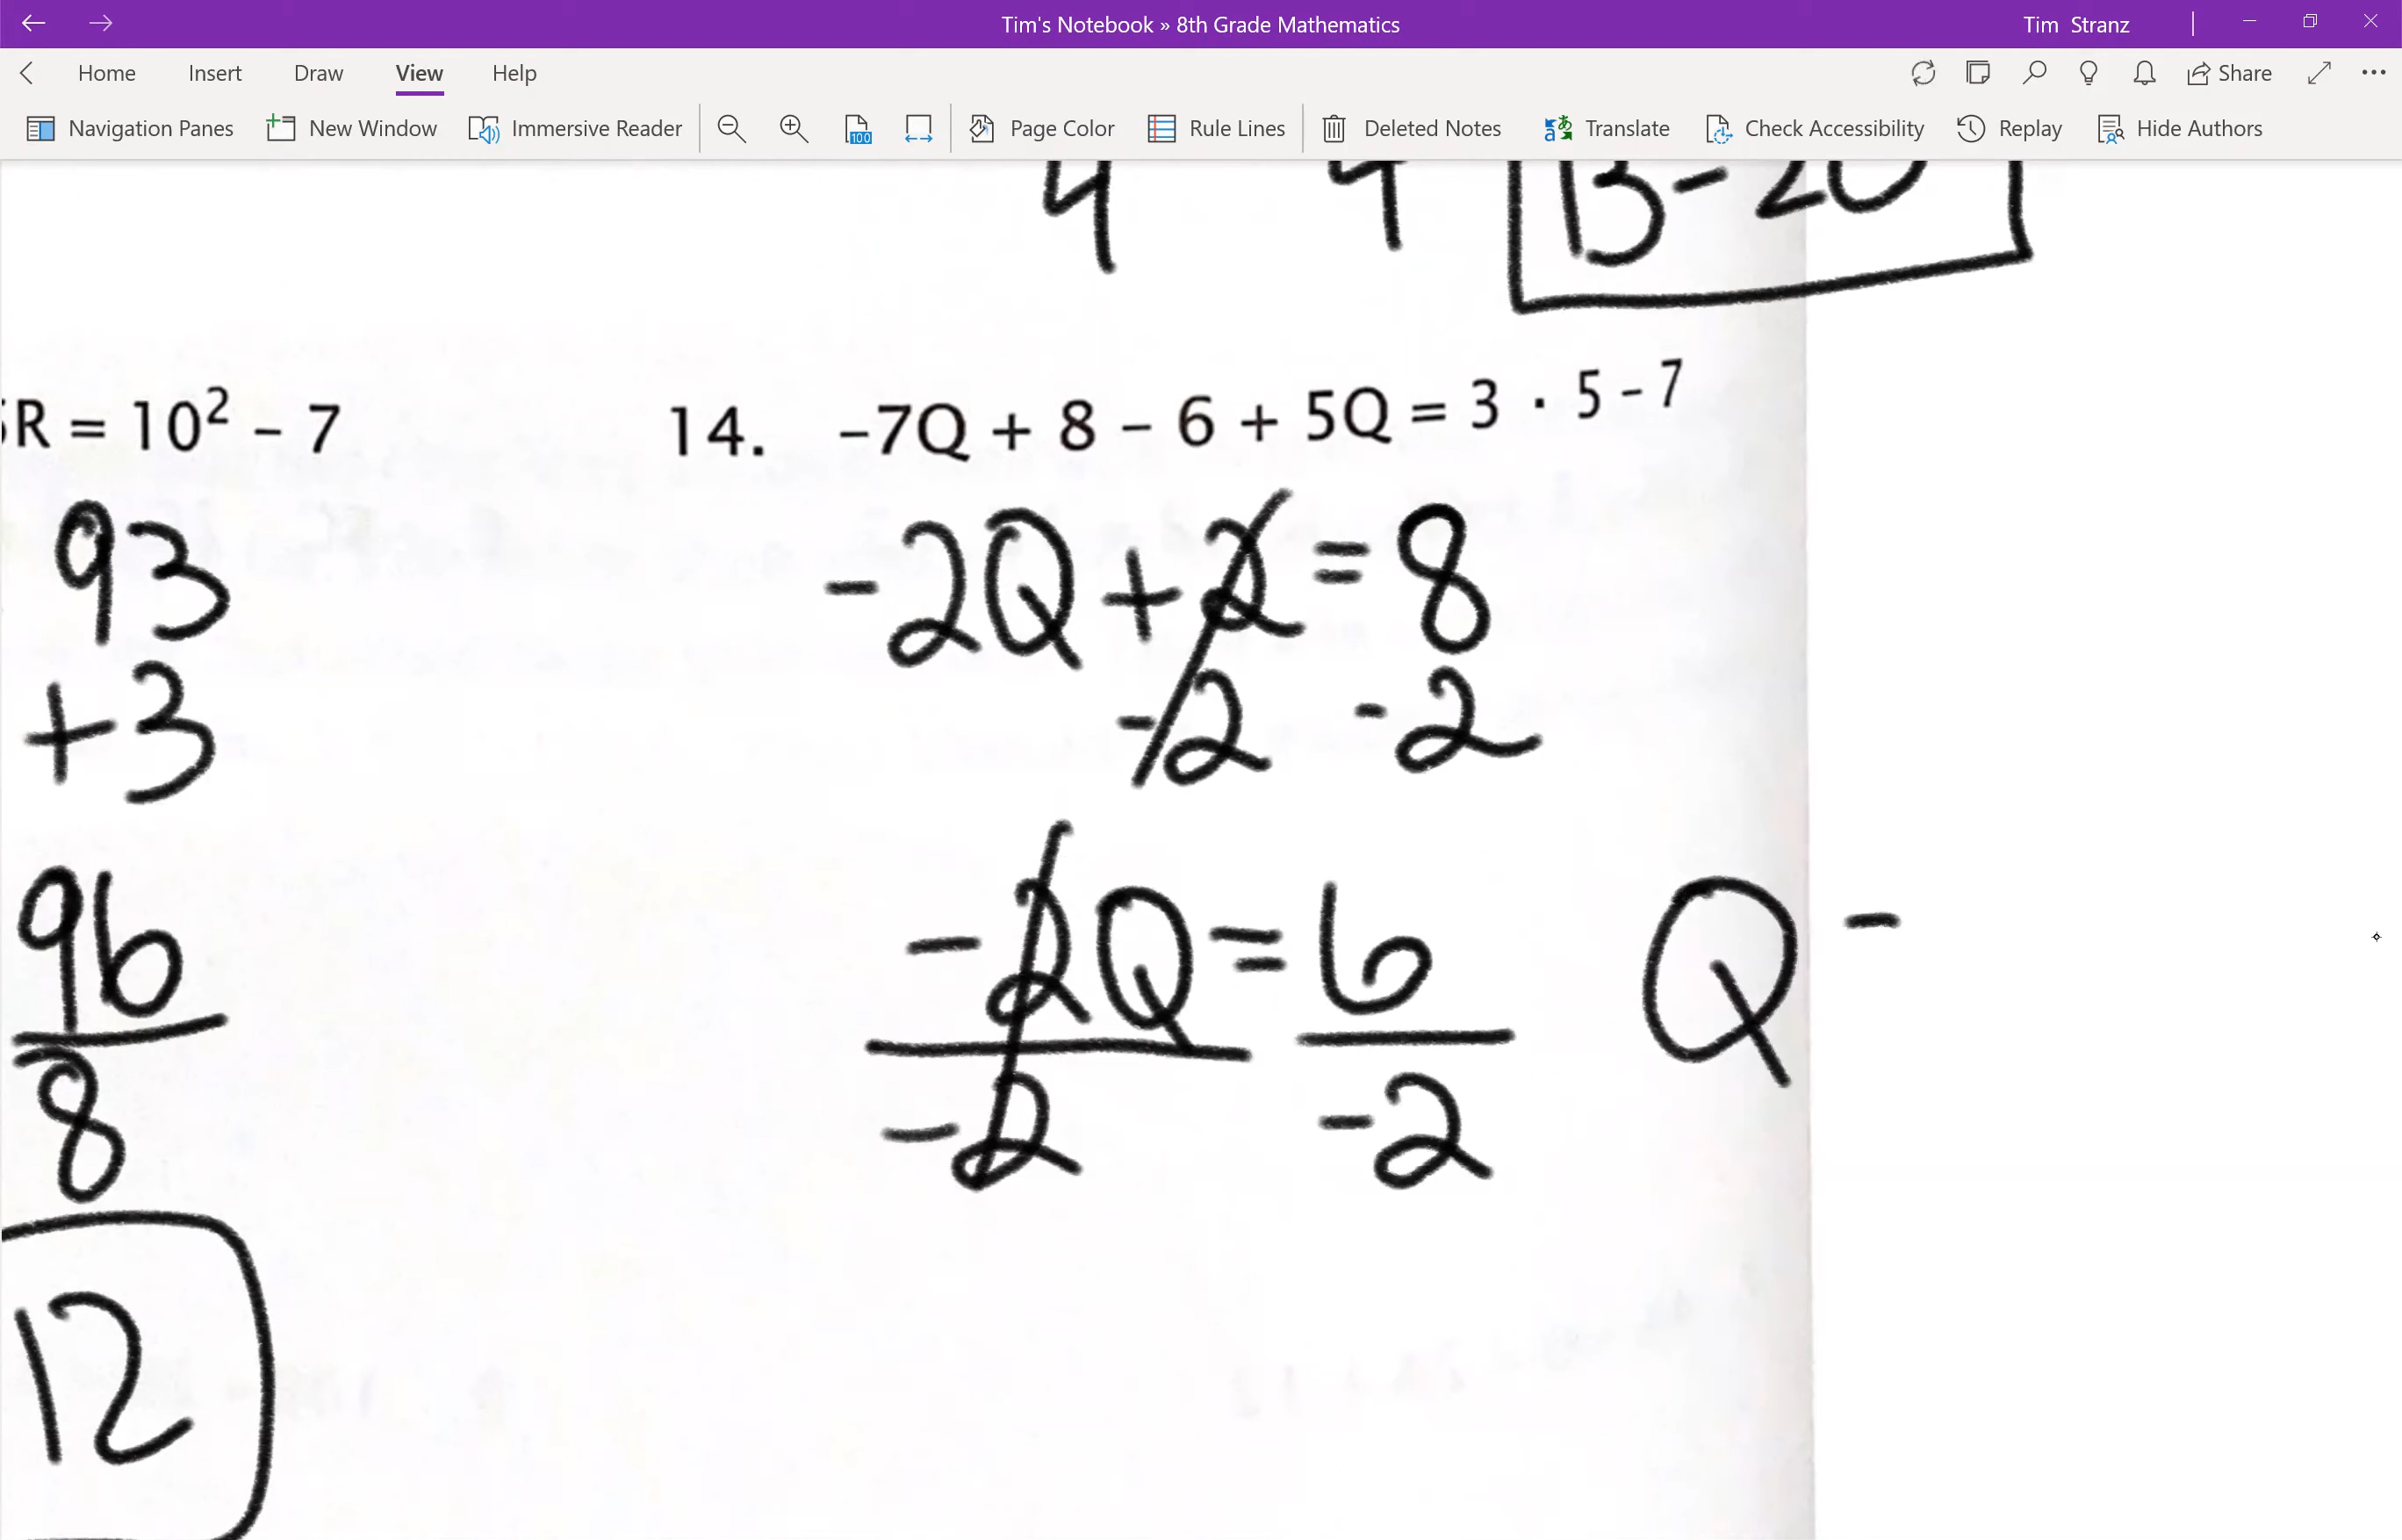 Tim's Notebook » 8th Grade Mathematics
Tim Stranz
Home Insert Draw View Help
Share
Navigation Panes New Window Immersive Reader 100 Page Color Rule Lines Deleted Notes Translate Check Accessibility Replay Hide Authors
4 4 B-20
R = 10² – 7
93
+3
96
8
12
14. –7Q + 8 – 6 + 5Q = 3 · 5 – 7
-2Q+2=8
-2 -2
-2Q=6 Q -
-2 -2